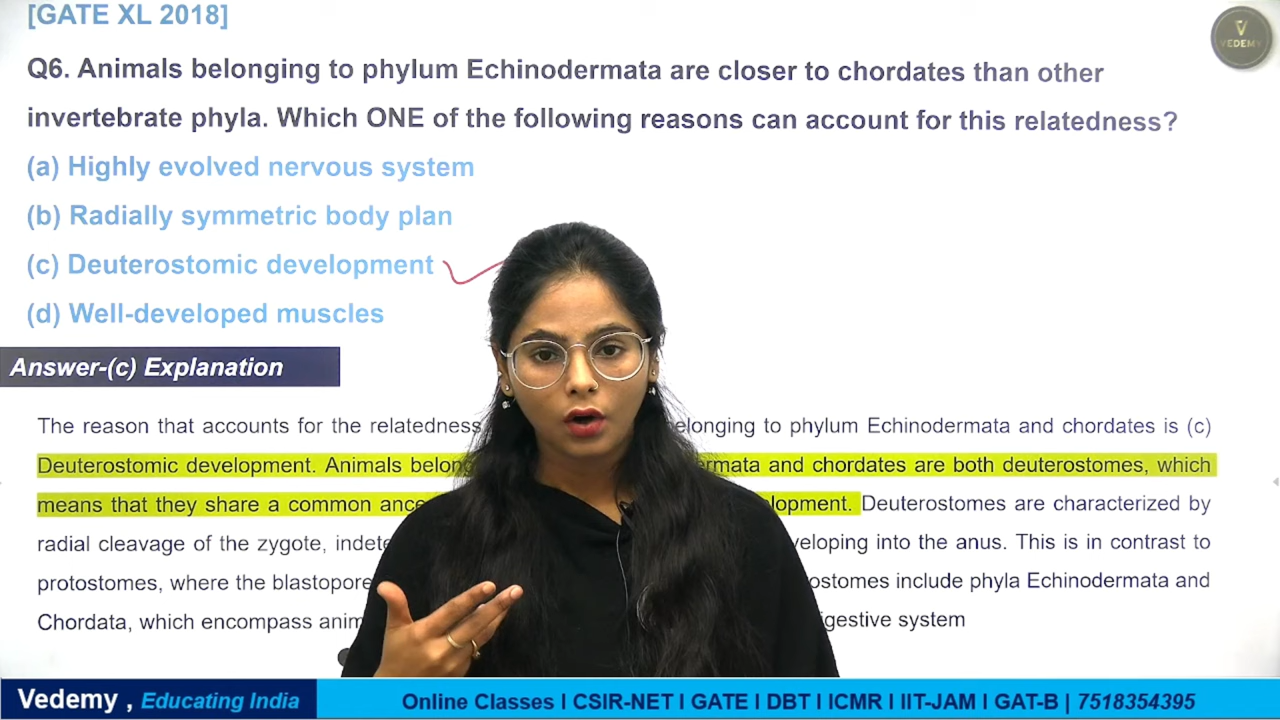 [GATE XL 2018]
VEDEMY
Q6. Animals belonging to phylum Echinodermata are closer to chordates than other
invertebrate phyla. Which ONE of the following reasons can account for this relatedness?
(a) Highly evolved nervous system
(b) Radially symmetric body plan
(c) Deuterostomic development
(d) Well-developed muscles
Answer-(c) Explanation
The reason that accounts for the relatedness elonging to phylum Echinodermata and chordates is (c)
Deuterostomic development. Animals belong rmata and chordates are both deuterostomes, which
means that they share a common ance lopment. Deuterostomes are characterized by
radial cleavage of the zygote, indete veloping into the anus. This is in contrast to
protostomes, where the blastopore ostomes include phyla Echinodermata and
Chordata, which encompass anim igestive system
Vedemy , Educating India
Online Classes I CSIR-NET I GATE I DBT I ICMR I IIT-JAM I GAT-B | 7518354395